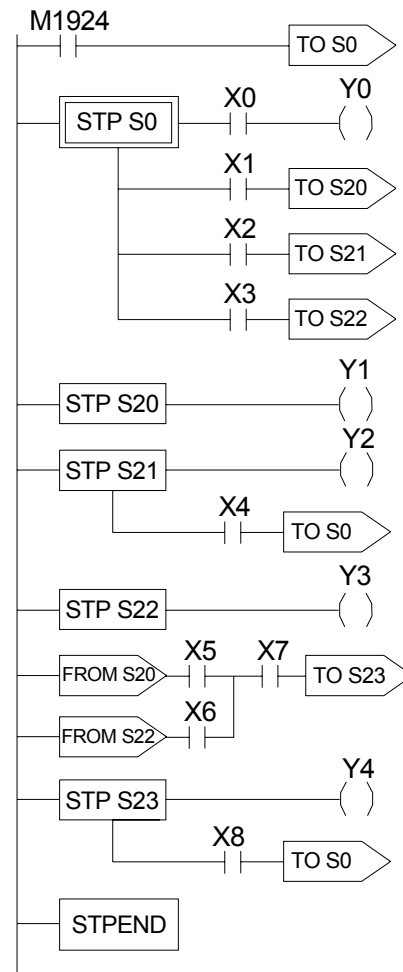 M1924
TO S0
X0 Y0
STP S0
X1
TO S20
X2
TO S21
X3
TO S22
Y1
STP S20
Y2
STP S21
X4
TO S0
Y3
STP S22
X5 X7
FROM S20 TO S23
X6
FROM S22
Y4
STP S23
X8
TO S0
STPEND